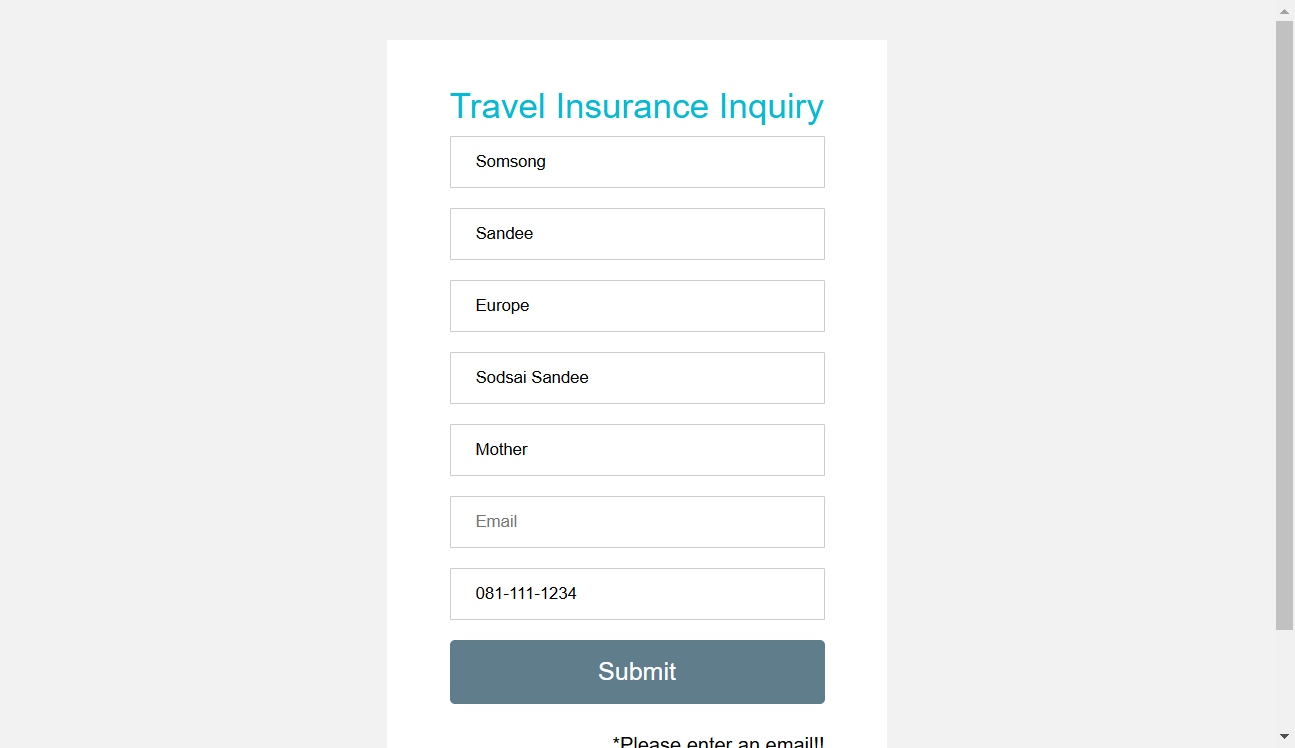 Travel Insurance Inquiry
Somsong
Sandee
Europe
Sodsai Sandee
Mother
Email
081-111-1234
Submit
*Please enter an email!!